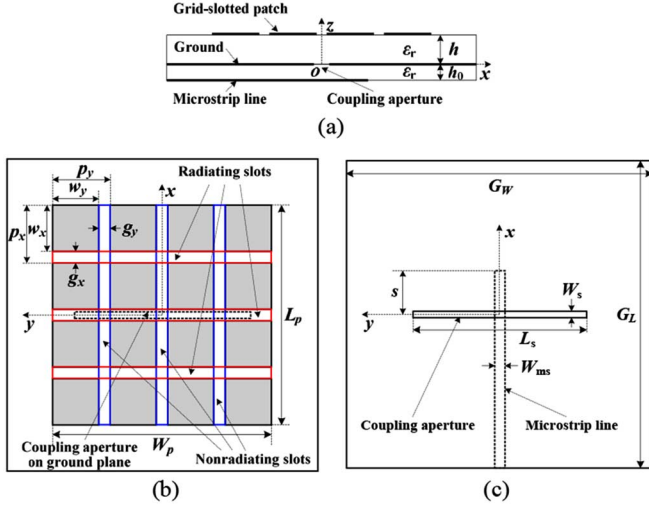 Grid-slotted patch
z
Ground
εr
h
o
εr
h0
x
Microstrip line
Coupling aperture
(a)
py
wy
Radiating slots
x
px
wx
gy
gx
y
Lp
Coupling aperture
on ground plane
Wp
Nonradiating slots
(b)
GW
x
s
Ws
GL
y
Ls
Wms
Coupling aperture
Microstrip line
(c)